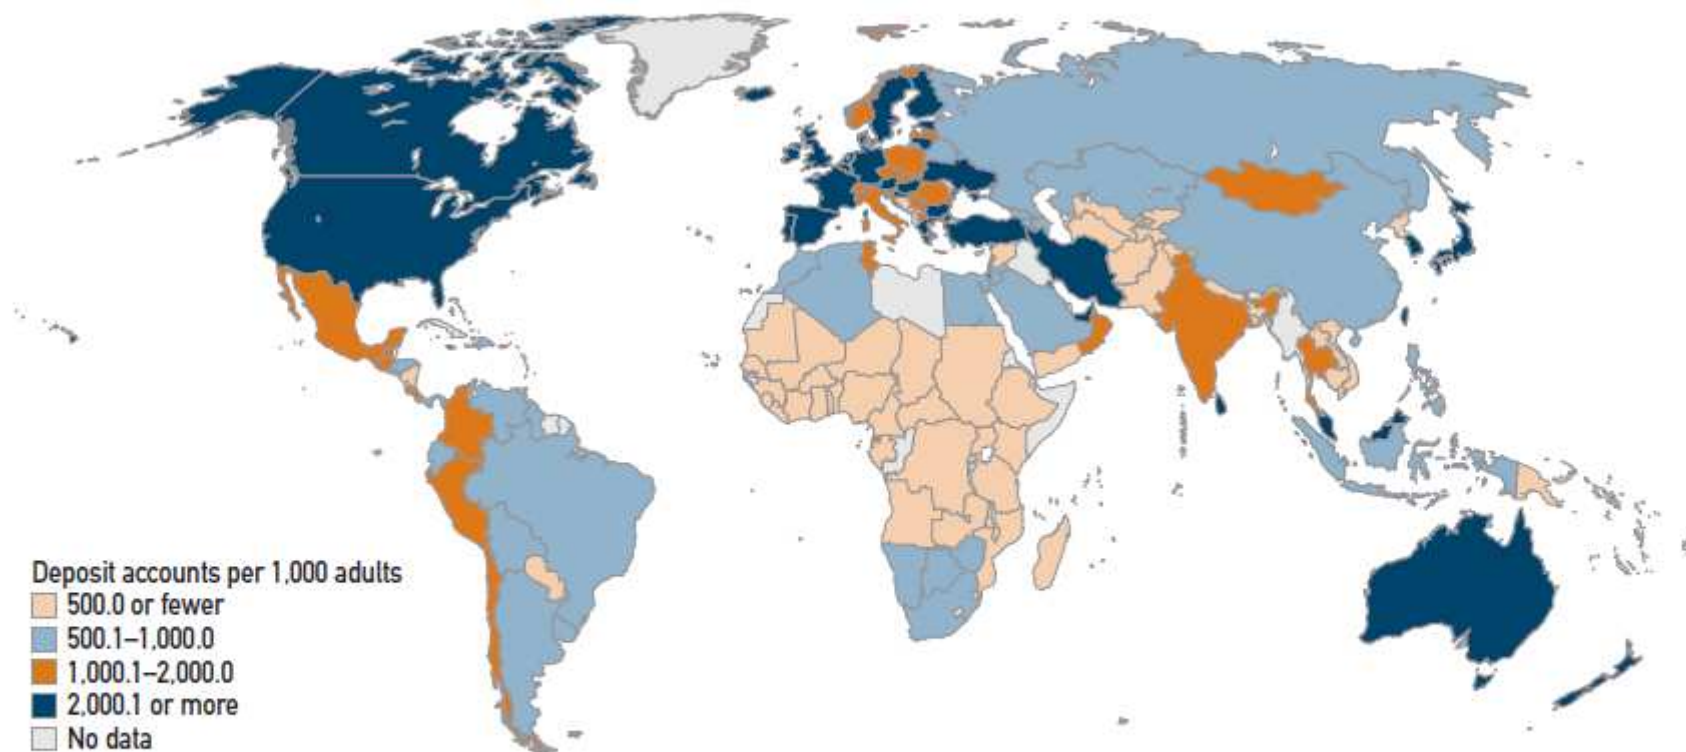 Deposit accounts per 1,000 adults
500.0 or fewer
500.1–1,000.0
1,000.1–2,000.0
2,000.1 or more
No data